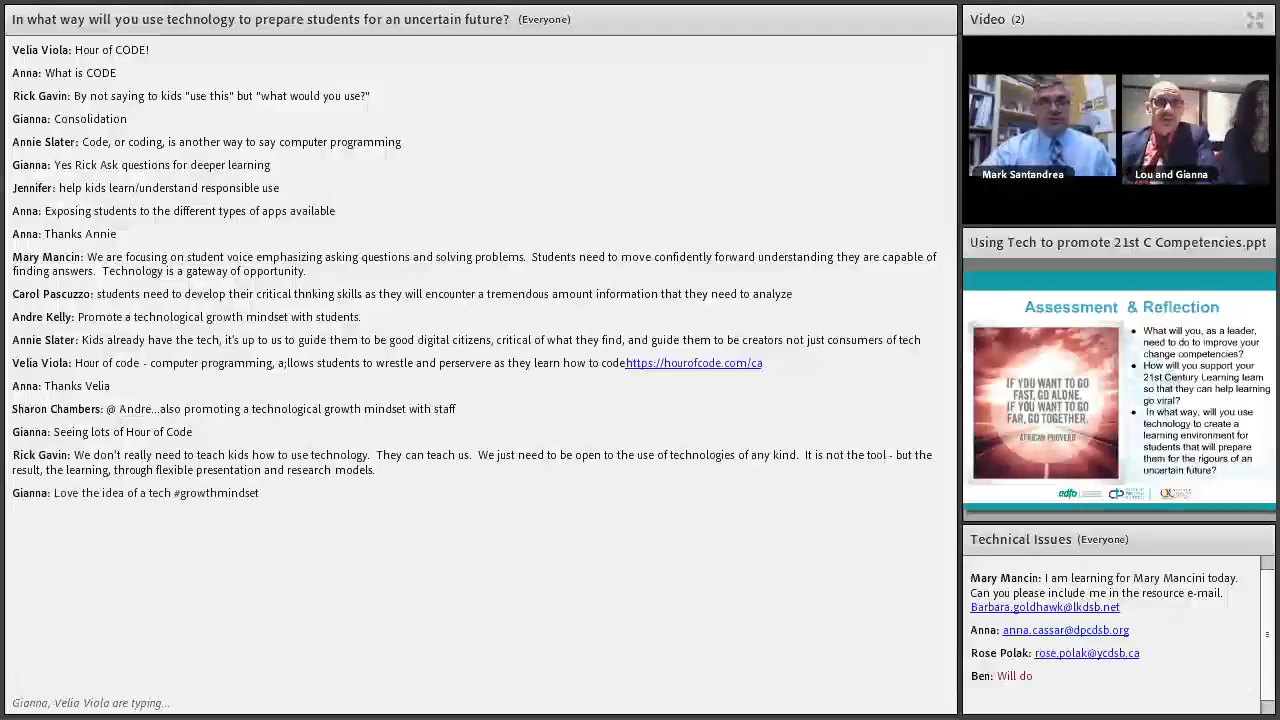 In what way will you use technology to prepare students for an uncertain future? (Everyone)
Velia Viola: Hour of CODE!
Anna: What is CODE
Rick Gavin: By not saying to kids "use this" but "what would you use?"
Gianna: Consolidation
Annie Slater: Code, or coding, is another way to say computer programming
Gianna: Yes Rick Ask questions for deeper learning
Jennifer: help kids learn/understand responsible use
Anna: Exposing students to the different types of apps available
Anna: Thanks Annie
Mary Mancin: We are focusing on student voice emphasizing asking questions and solving problems. Students need to move confidently forward understanding they are capable of
finding answers. Technology is a gateway of opportunity.
Carol Pascuzzo: students need to develop their critical thnking skills as they will encounter a tremendous amount information that they need to analyze
Andre Kelly: Promote a technological growth mindset with students.
Annie Slater: Kids already have the tech, it's up to us to guide them to be good digital citizens, critical of what they find, and guide them to be creators not just consumers of tech
Velia Viola: Hour of code - computer programming, a;llows students to wrestle and perservere as they learn how to codehttps://hourofcode.com/ca
Anna: Thanks Velia
Sharon Chambers: @ Andre...also promoting a technological growth mindset with staff
Gianna: Seeing lots of Hour of Code
Rick Gavin: We don't really need to teach kids how to use technology. They can teach us. We just need to be open to the use of technologies of any kind. It is not the tool - but the
result, the learning, through flexible presentation and research models.
Gianna: Love the idea of a tech #growthmindset
Gianna, Velia Viola are typing...
Video (2)
Mark Santandrea
Lou and Gianna
Using Tech to promote 21st C Competencies.ppt
Assessment & Reflection
IF YOU WANT TO GO
FAST, GO ALONE.
IF YOU WANT TO GO
FAR, GO TOGETHER.
AFRICAN PROVERB
• What will you, as a leader,
need to do to improve your
change competencies?
• How will you support your
21st Century Learning team
so that they can help learning
go viral?
• In what way, will you use
technology to create a
learning environment for
students that will prepare
them for the rigours of an
uncertain future?
adfo
Technical Issues (Everyone)
Mary Mancin: I am learning for Mary Mancini today.
Can you please include me in the resource e-mail.
Barbara.goldhawk@lkdsb.net
Anna: anna.cassar@dpcdsb.org
Rose Polak: rose.polak@ycdsb.ca
Ben: Will do